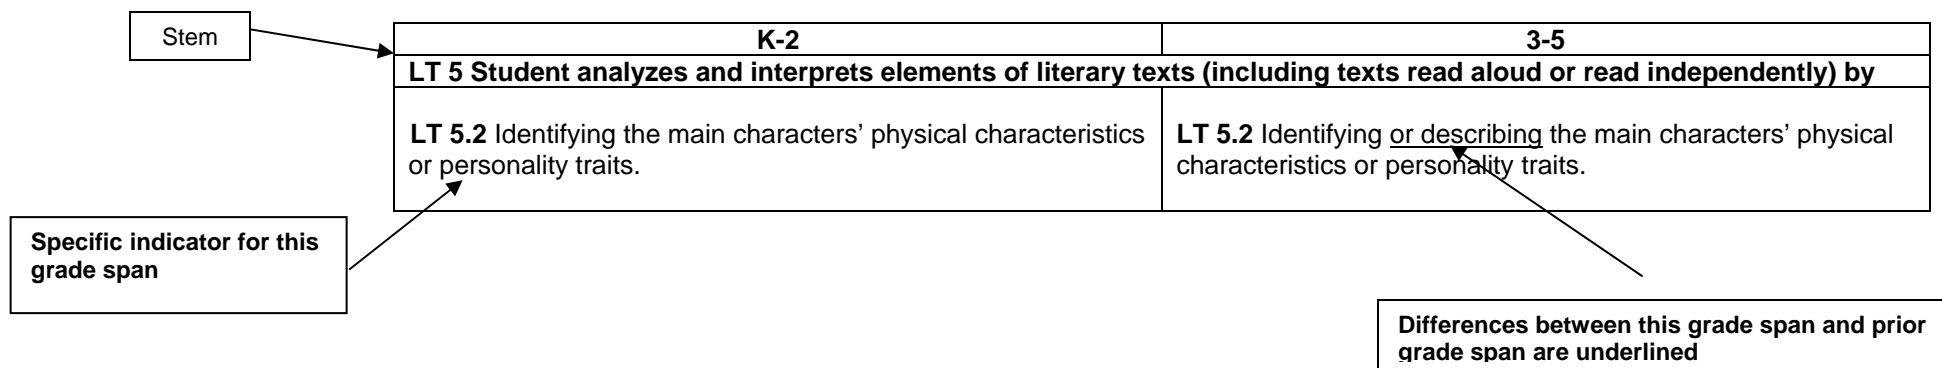 Stem
K-2
3-5
LT 5 Student analyzes and interprets elements of literary texts (including texts read aloud or read independently) by
LT 5.2 Identifying the main characters’ physical characteristics
or personality traits.
LT 5.2 Identifying or describing the main characters’ physical
characteristics or personality traits.
Specific indicator for this
grade span
Differences between this grade span and prior
grade span are underlined